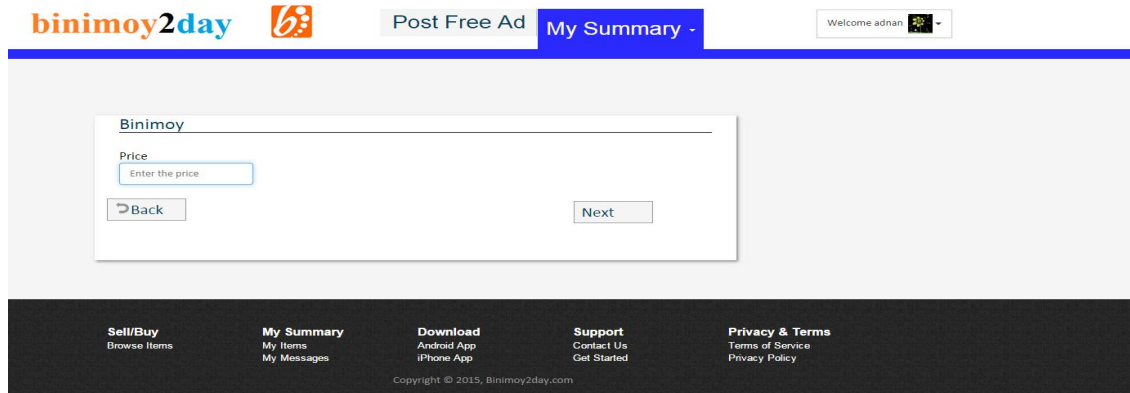 binimoy2day b: Post Free Ad My Summary Welcome adnan
Binimoy
Price
Enter the price
Back Next
Sell/Buy My Summary Download Support Privacy & Terms
Browse Items My Items Android App Contact Us Terms of Service
My Messages iPhone App Get Started Privacy Policy
Copyright © 2015, Binimoy2day.com